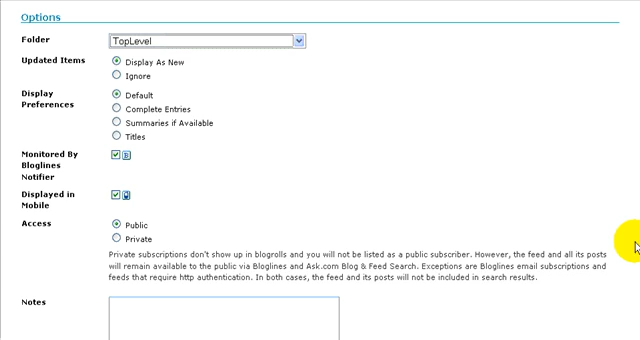 Options
Folder
TopLevel
Updated Items
Display As New
Ignore
Display
Preferences
Default
Complete Entries
Summaries if Available
Titles
Monitored By
Bloglines
Notifier
Displayed in
Mobile
Access
Public
Private
Private subscriptions don't show up in blogrolls and you will not be listed as a public subscriber. However, the feed and all its posts
will remain available to the public via Bloglines and Ask.com Blog & Feed Search. Exceptions are Bloglines email subscriptions and
feeds that require http authentication. In both cases, the feed and its posts will not be included in search results.
Notes